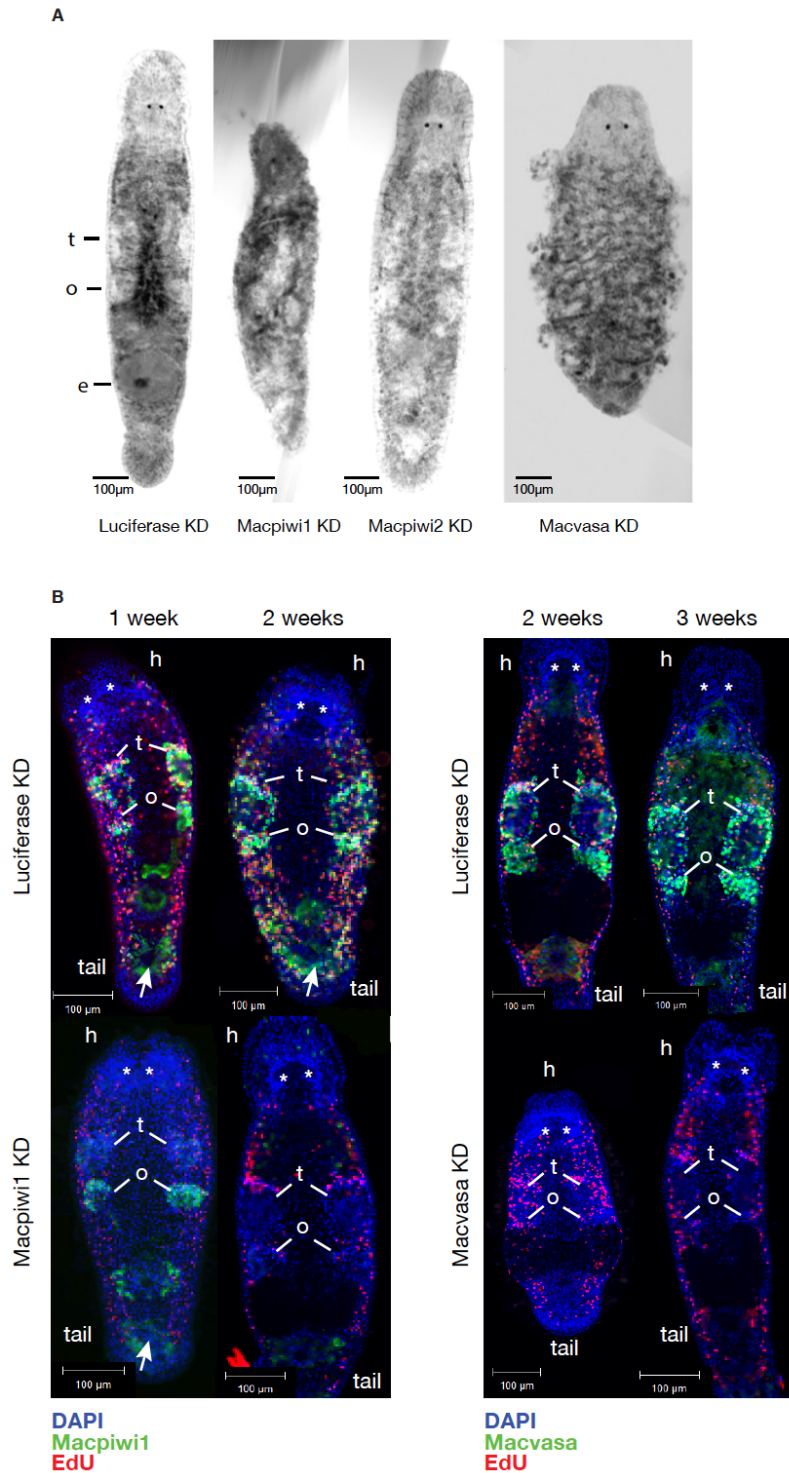 A
t
o
e
100µm 100µm 100µm 100µm
Luciferase KD Macpiwi1 KD Macpiwi2 KD Macvasa KD
B
1 week 2 weeks 2 weeks 3 weeks
Luciferase KD
h h h h
* * * * * * * *
t t t t
o o o o
tail tail tail tail
100 µm 100 µm 100 µm 100 µm
Macpiwi1 KD
h h
* * * *
t t
o o
tail tail
100 µm 100 µm
Macvasa KD
h h
* * * *
t t
o o
tail tail
100 µm 100 µm
DAPI
Macpiwi1
EdU
DAPI
Macvasa
EdU